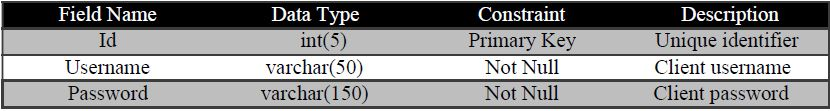 Field Name Data Type Constraint Description
Id int(5) Primary Key Unique identifier
Username varchar(50) Not Null Client username
Password varchar(150) Not Null Client password